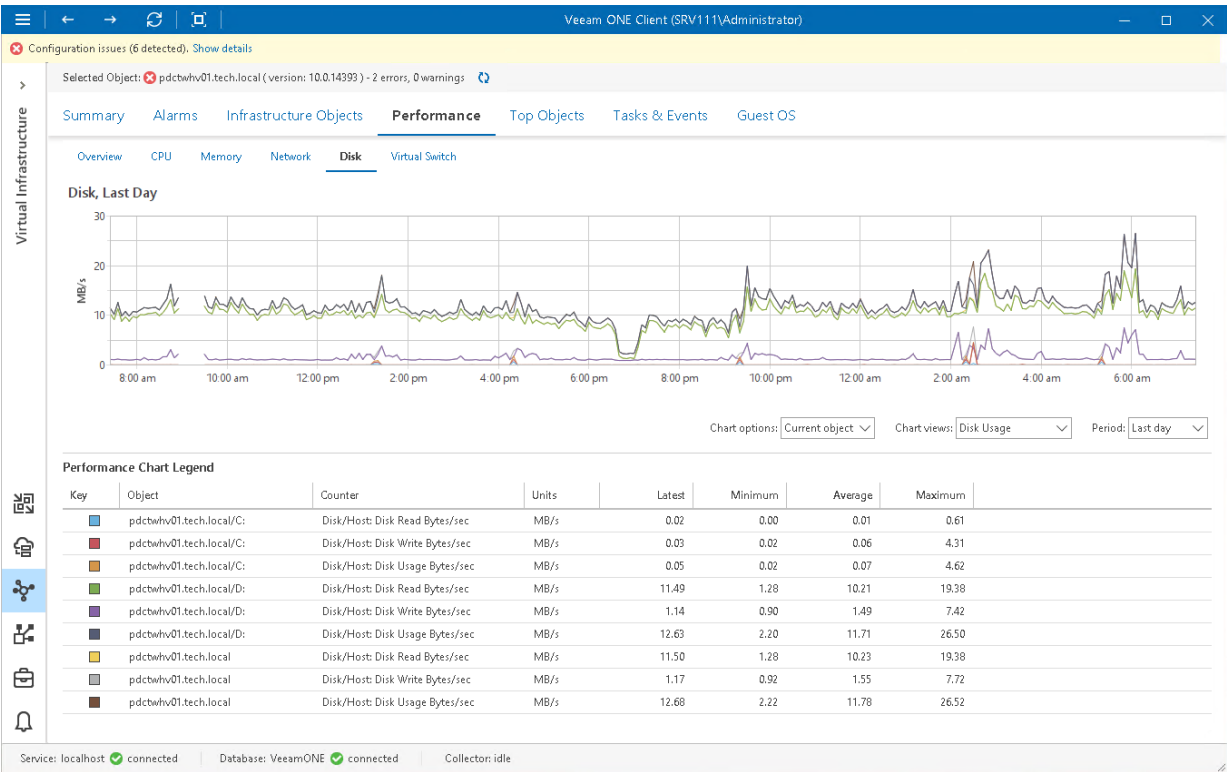 Veeam ONE Client (SRV111\Administrator)
Configuration issues (6 detected). Show details
Virtual Infrastructure
Selected Object: pdctwhv01.tech.local ( version: 10.0.14393 ) - 2 errors, 0 warnings
Summary Alarms Infrastructure Objects Performance Top Objects Tasks & Events Guest OS
Overview CPU Memory Network Disk Virtual Switch
Disk, Last Day
MB/s
30
20
10
0
8:00 am 10:00 am 12:00 pm 2:00 pm 4:00 pm 6:00 pm 8:00 pm 10:00 pm 12:00 am 2:00 am 4:00 am 6:00 am
Chart options: Current object Chart views: Disk Usage Period: Last day
Performance Chart Legend
Key Object Counter Units Latest Minimum Average Maximum
pdctwhv01.tech.local/C: Disk/Host: Disk Read Bytes/sec MB/s 0.02 0.00 0.01 0.61
pdctwhv01.tech.local/C: Disk/Host: Disk Write Bytes/sec MB/s 0.03 0.02 0.06 4.31
pdctwhv01.tech.local/C: Disk/Host: Disk Usage Bytes/sec MB/s 0.05 0.02 0.07 4.62
pdctwhv01.tech.local/D: Disk/Host: Disk Read Bytes/sec MB/s 11.49 1.28 10.21 19.38
pdctwhv01.tech.local/D: Disk/Host: Disk Write Bytes/sec MB/s 1.14 0.90 1.49 7.42
pdctwhv01.tech.local/D: Disk/Host: Disk Usage Bytes/sec MB/s 12.63 2.20 11.71 26.50
pdctwhv01.tech.local Disk/Host: Disk Read Bytes/sec MB/s 11.50 1.28 10.23 19.38
pdctwhv01.tech.local Disk/Host: Disk Write Bytes/sec MB/s 1.17 0.92 1.55 7.72
pdctwhv01.tech.local Disk/Host: Disk Usage Bytes/sec MB/s 12.68 2.22 11.78 26.52
Service: localhost connected Database: VeeamONE connected Collector: idle